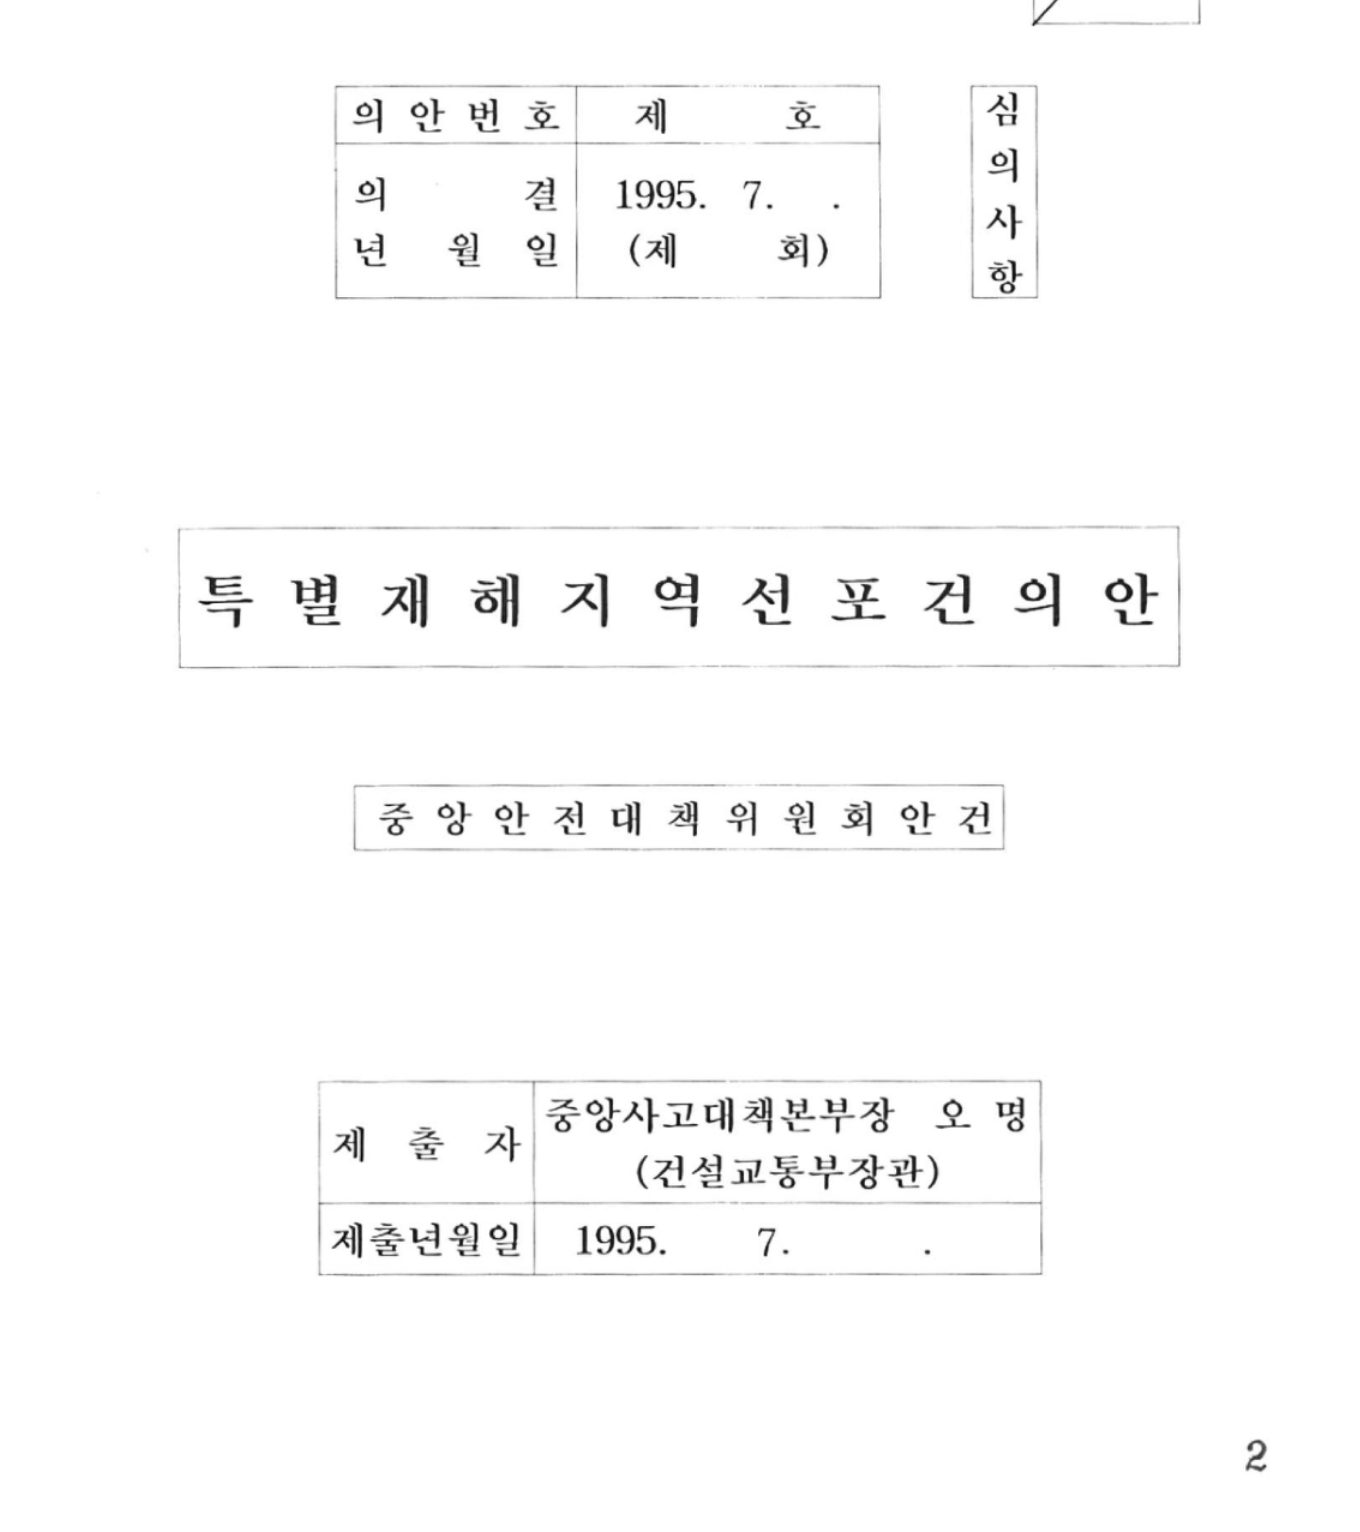 의안번호 제 호
의 결 1995. 7. .
년 월 일 (제 회)
심
의
사
항
특별재해지역선포건의안
중앙안전대책위원회안건
제 출 자 중앙사고대책본부장 오 명
(건설교통부장관)
제출년월일 1995. 7. .
2